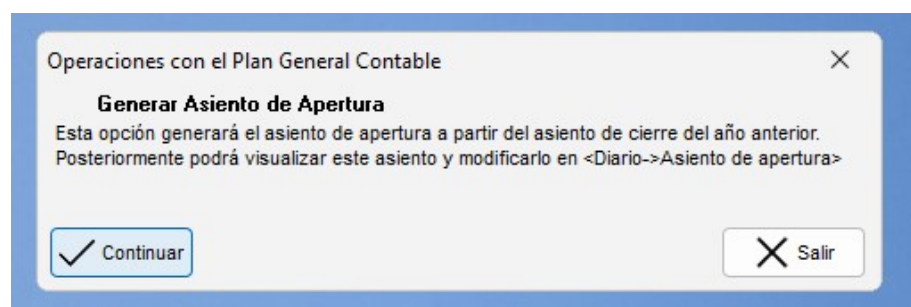 Operaciones con el Plan General Contable
Generar Asiento de Apertura
Esta opción generará el asiento de apertura a partir del asiento de cierre del año anterior.
Posteriormente podrá visualizar este asiento y modificarlo en <Diario->Asiento de apertura>
Continuar
Salir